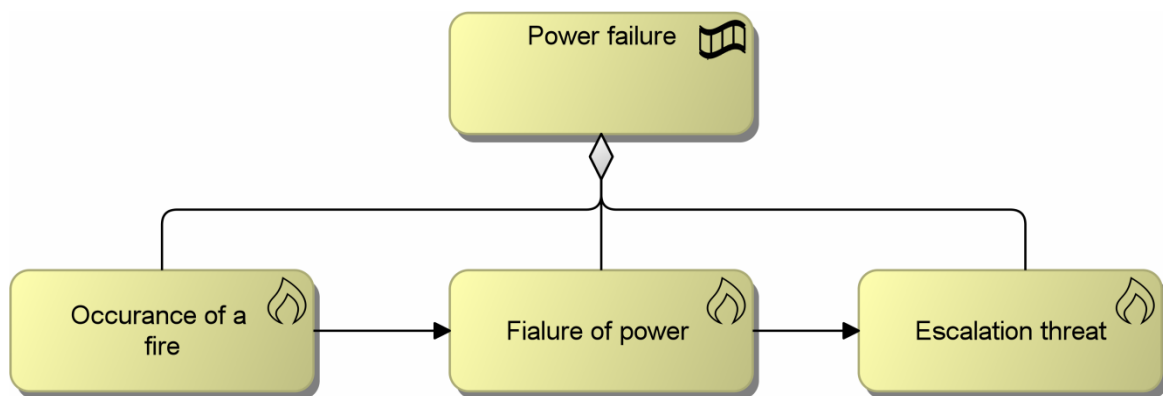 Power failure
Occurance of a
fire
Fialure of power
Escalation threat